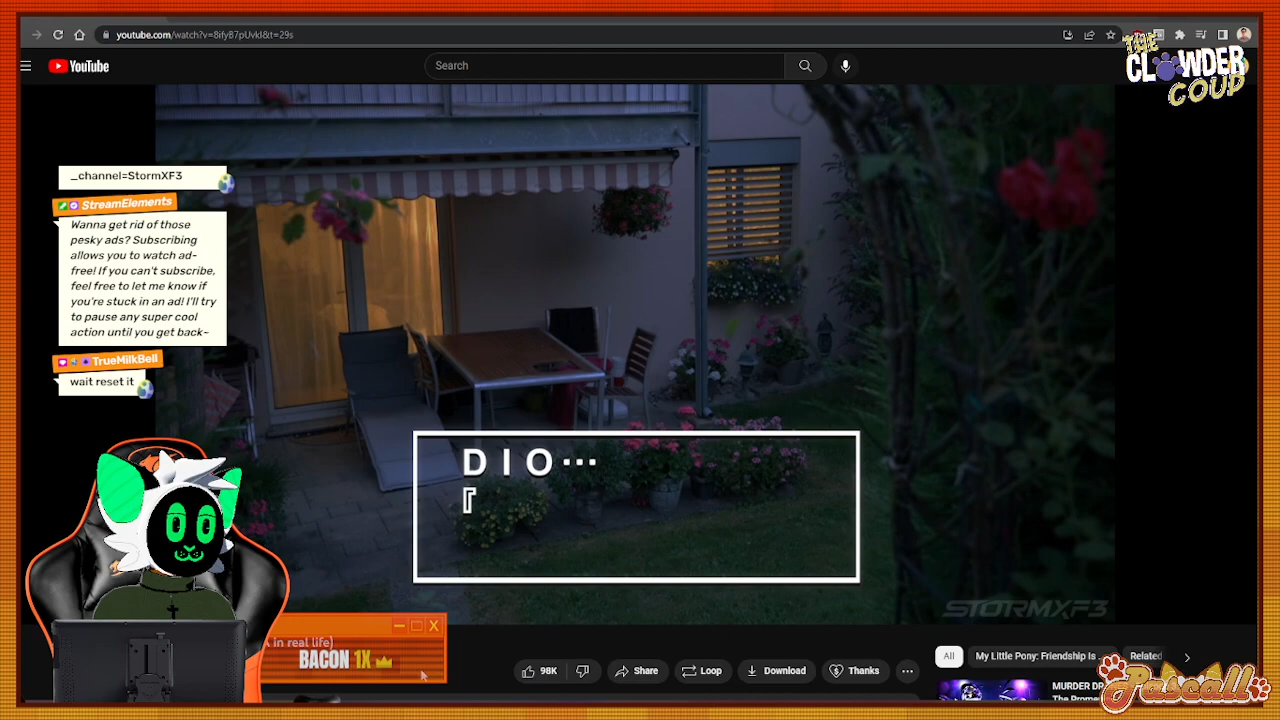 youtube.com/watch?v=8ifyB7pUvkI&t=29s
THE
CLOWDER
COUP
YouTube
Search
_channel=StormXF3
StreamElements
Wanna get rid of those
pesky ads? Subscribing
allows you to watch ad-
free! If you can't subscribe,
feel free to let me know if
you're stuck in an ad! I'll try
to pause any super cool
action until you get back~
TrueMilkBell
wait reset it
ＤＩＯ…
『
STORMXF3
in real life)
BACON 1X
98K
Share
Loop
Download
Thanks
All
My Little Pony: Friendship Is
Related
MURDER DR
The Prome
Pascall